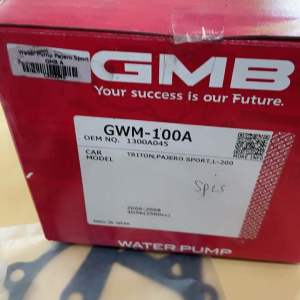 Water Pump Pajero Sport
GMB A
GMB
Your success is our Future.
GWM-100A
OEM NO. 1300A045
CAR MODEL TRITON,PAJERO SPORT,L-200
WATER PUMP